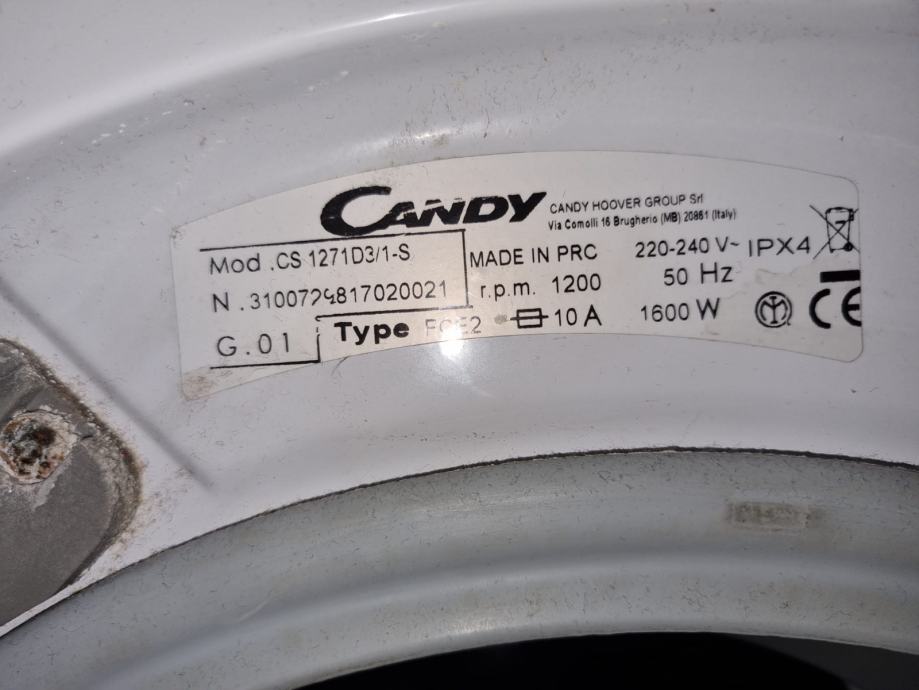 CANDY
CANDY HOOVER GROUP Srl
Via Comolli 16 Brugherio (MB) 20861 (Italy)
Mod .CS 1271D3/1-S
MADE IN PRC
220-240 V~ IPX4
N .
r.p.m. 1200
50 Hz
G.01
Type
10 A
1600 W
CE